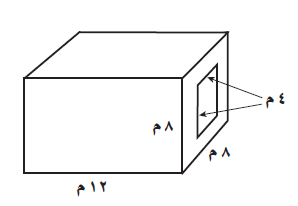 ٤ م
٨ م
٨ م
١٢ م